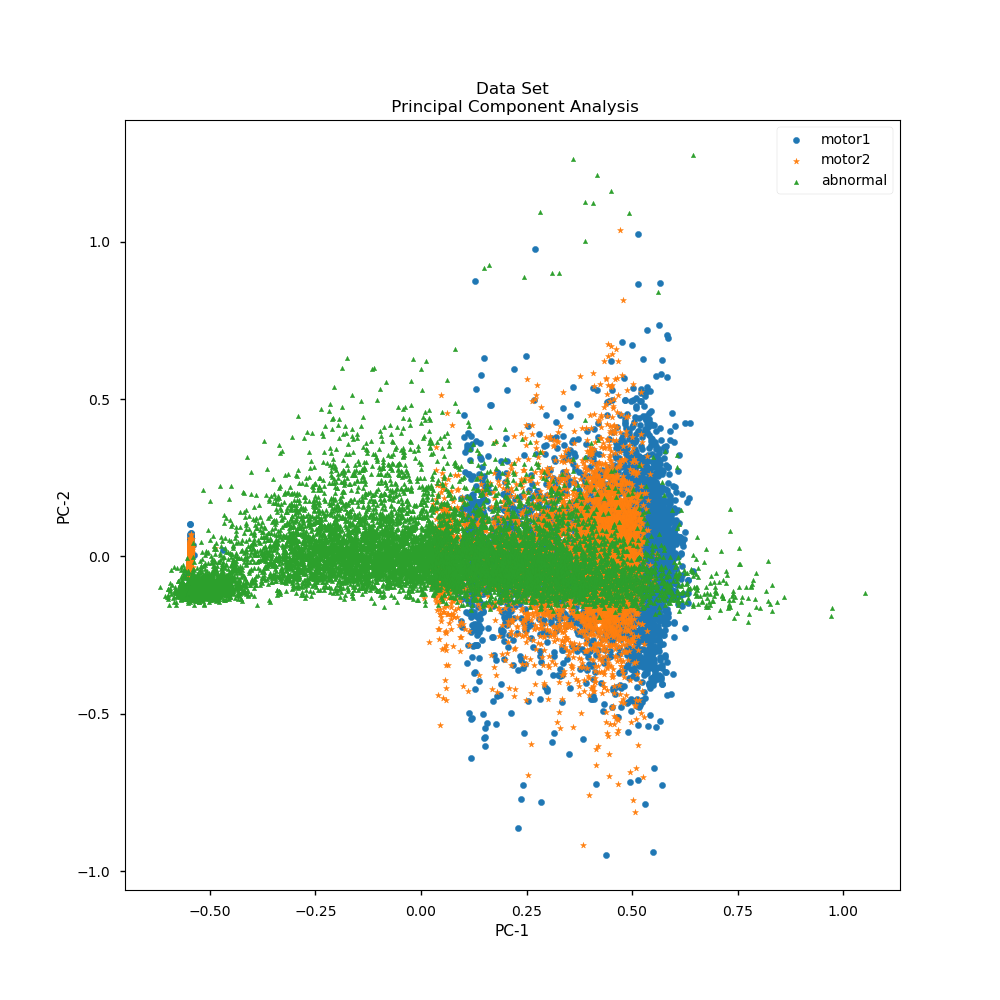 Data Set
Principal Component Analysis
motor1
motor2
abnormal
1.0
0.5
0.0
−0.5
−1.0
PC-2
−0.50
−0.25
0.00
0.25
0.50
0.75
1.00
PC-1